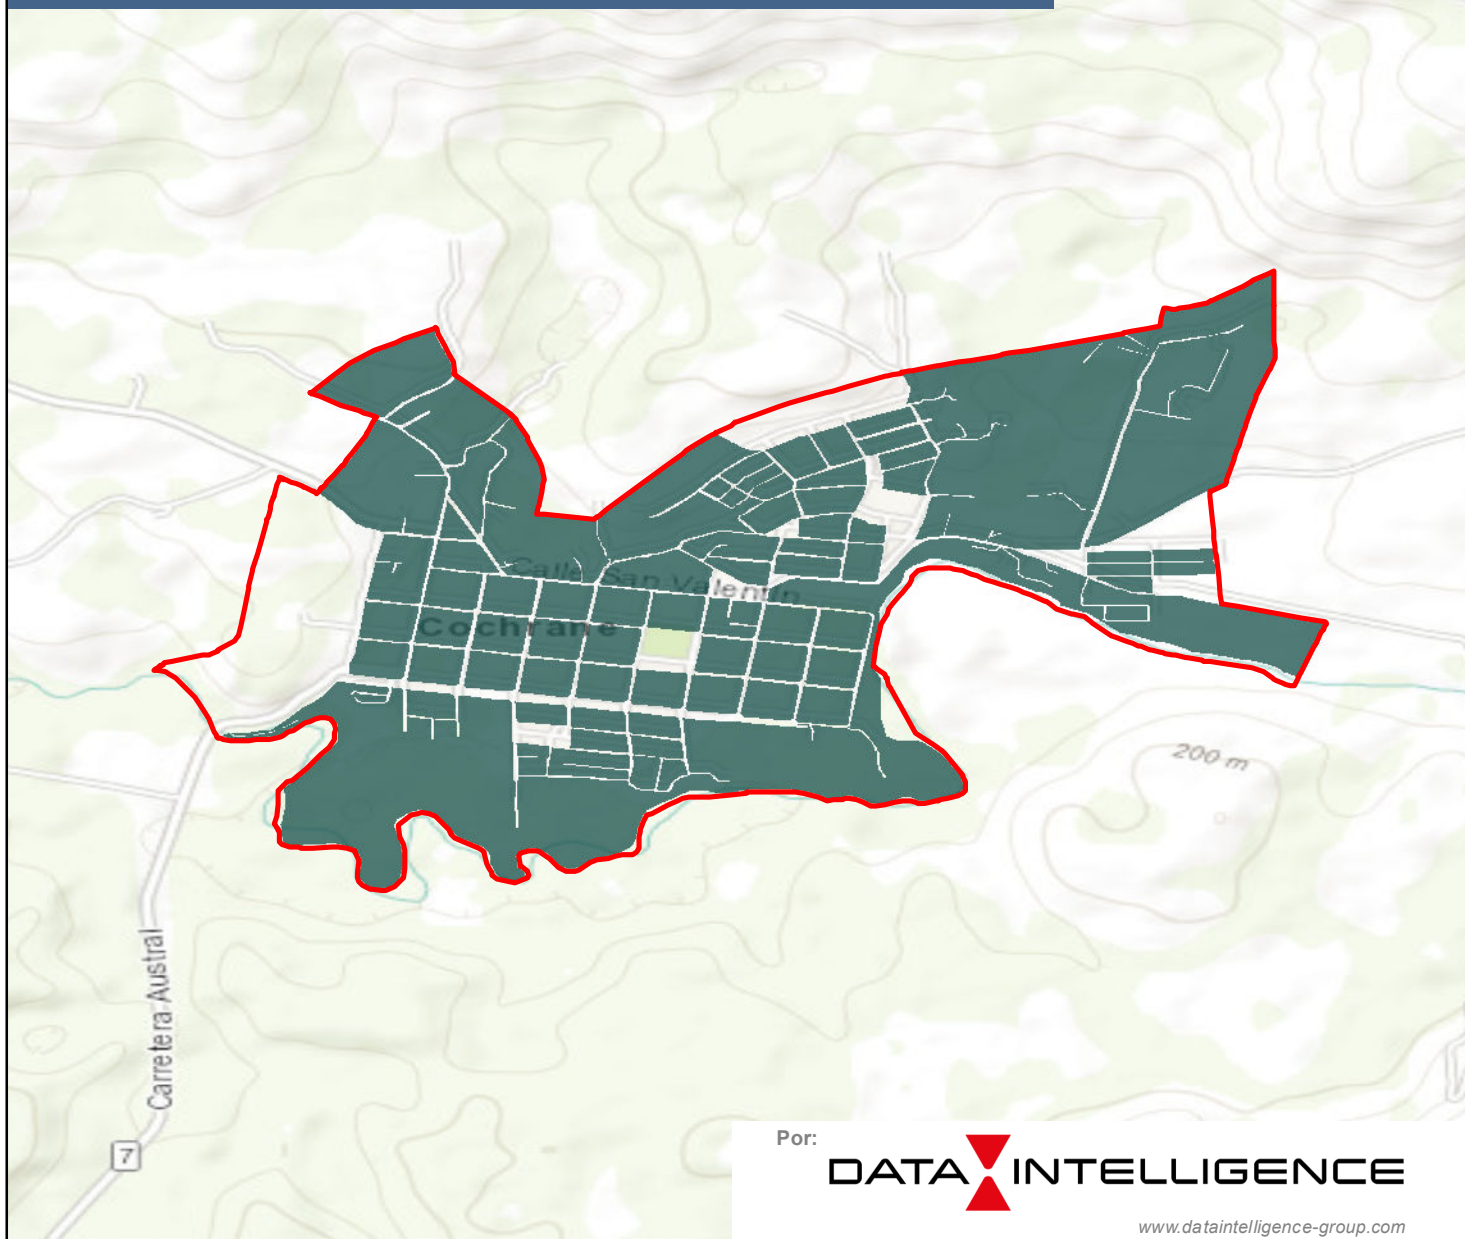 Calle San Valentín
Cochrane
200 m
Carretera Austral
7
Por:
DATA INTELLIGENCE
www.dataintelligence-group.com